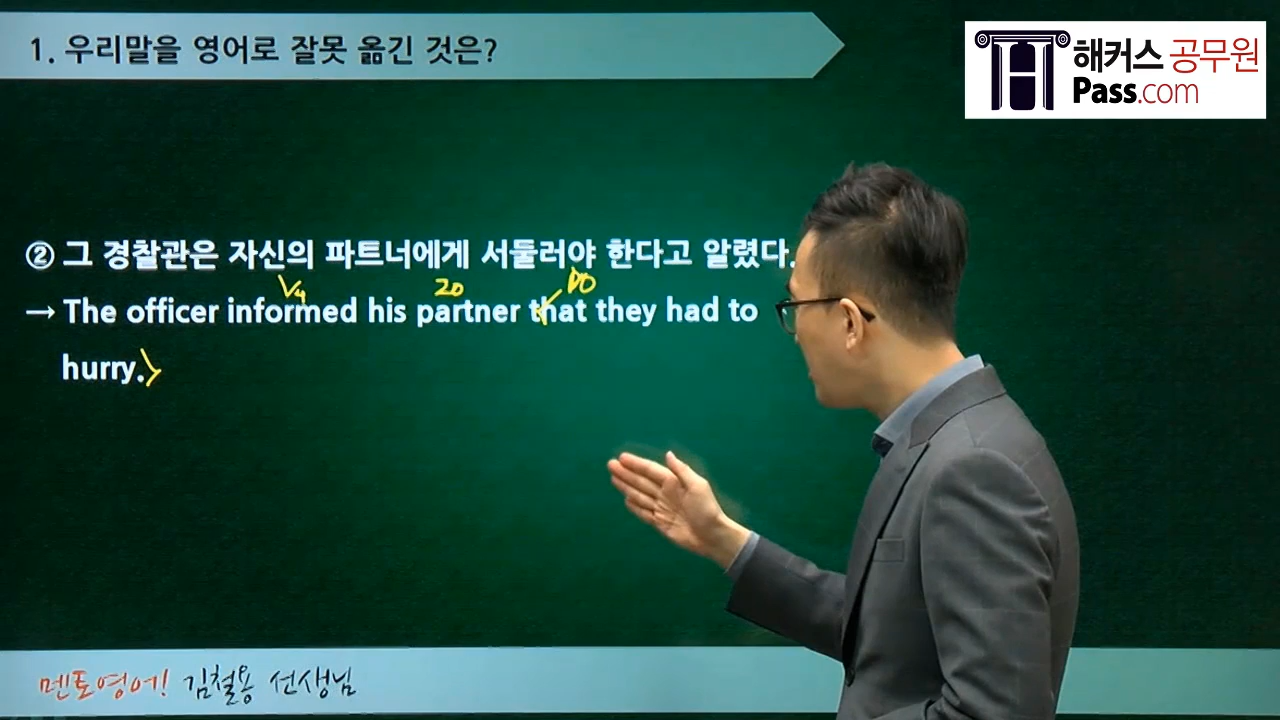 1. 우리말을 영어로 잘못 옮긴 것은?
해커스 공무원
Pass.com
② 그 경찰관은 자신의 파트너에게 서둘러야 한다고 알렸다.
V4 IO DO
→ The officer informed his partner that they had to
hurry.
멘토영어! 김철용 선생님